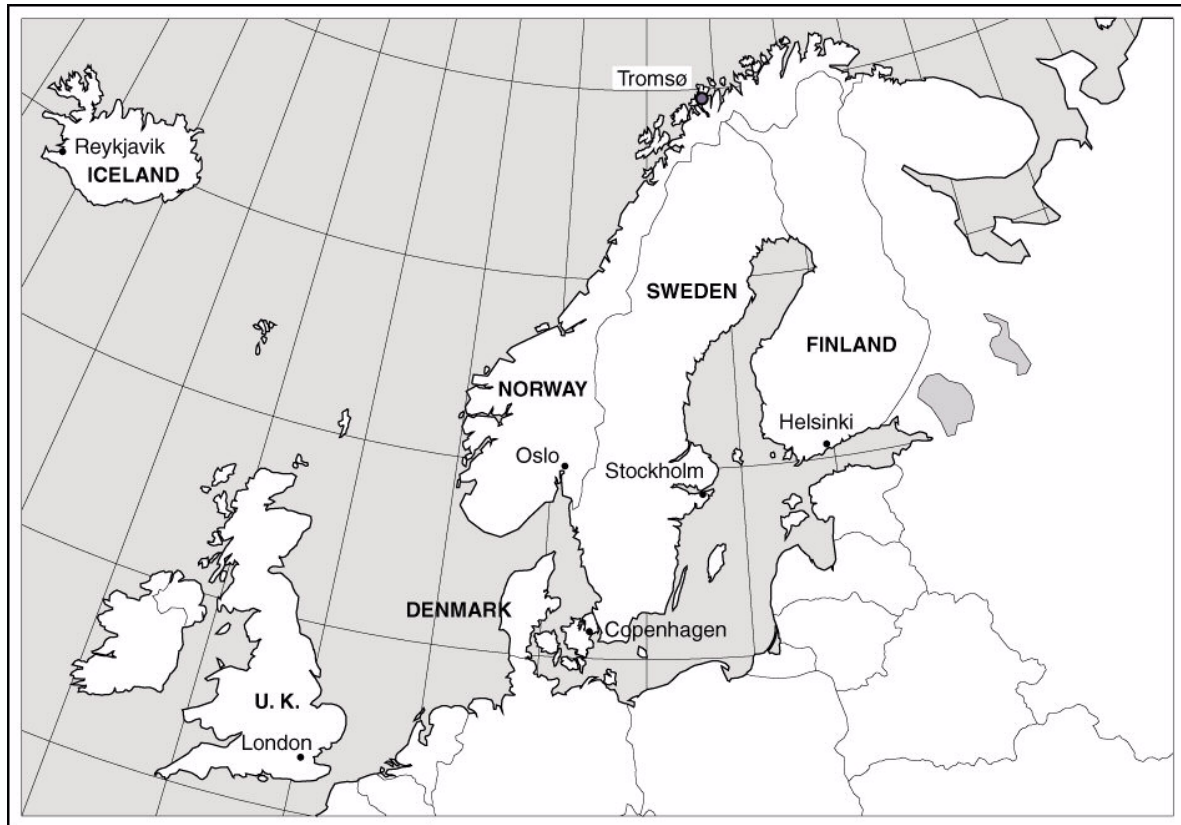 Tromsø
Reykjavik
ICELAND
SWEDEN
FINLAND
NORWAY
Helsinki
Oslo
Stockholm
DENMARK
Copenhagen
U. K.
London